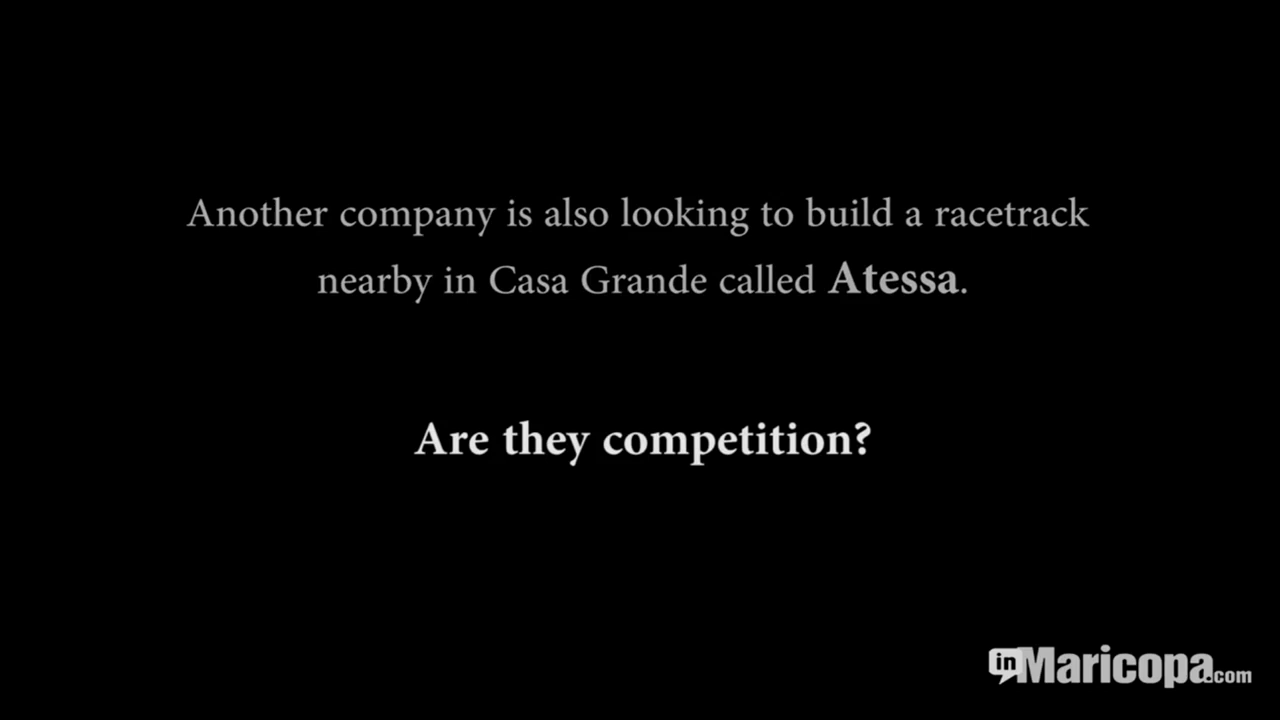 Another company is also looking to build a racetrack
nearby in Casa Grande called Atessa.
Are they competition?
inMaricopa.com